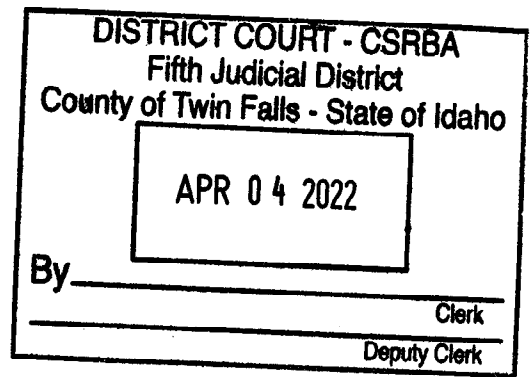 DISTRICT COURT - CSRBA
Fifth Judicial District
County of Twin Falls - State of Idaho
APR 04 2022
By
Clerk
Deputy Clerk